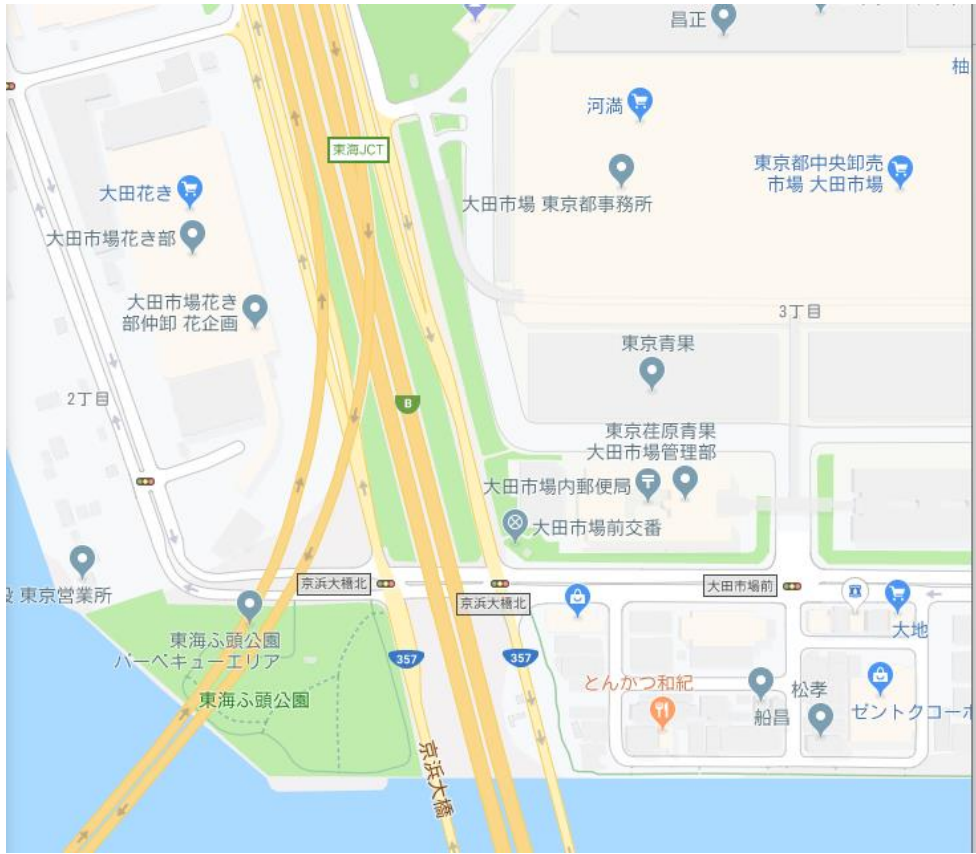 昌正
柚
河満
東海JCT
東京都中央卸売
市場 大田市場
大田花き
大田市場 東京都事務所
大田市場花き部
大田市場花き
部仲卸 花企画
3丁目
東京青果
2丁目
B
東京荏原青果
大田市場管理部
大田市場内郵便局
大田市場前交番
京浜大橋北
大田市場前
京浜大橋北
東京営業所
大地
東海ふ頭公園
バーベキューエリア
357
357
東海ふ頭公園
とんかつ和紀
松孝
船昌
ゼントクコーポ
京浜大橋